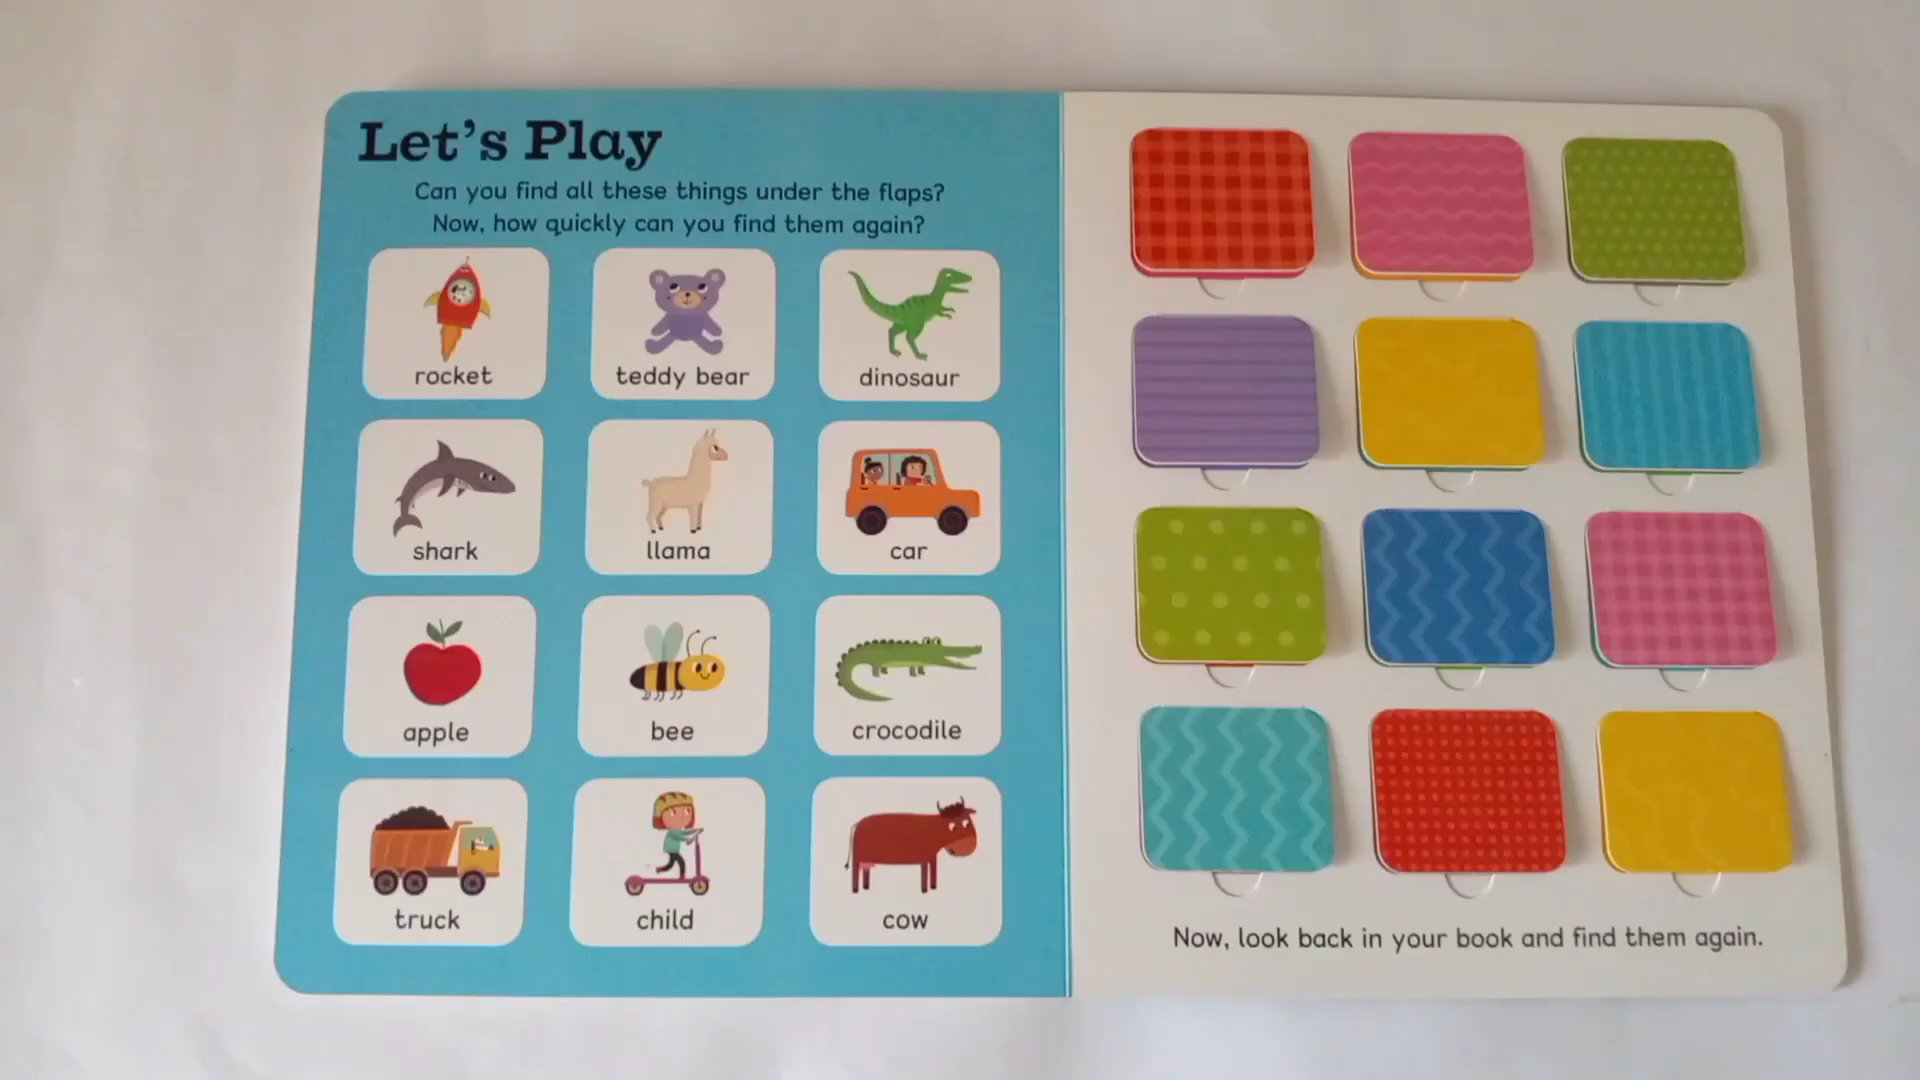 Let's Play
Can you find all these things under the flaps?
Now, how quickly can you find them again?
rocket
teddy bear
dinosaur
shark
llama
car
apple
bee
crocodile
truck
child
cow
Now, look back in your book and find them again.